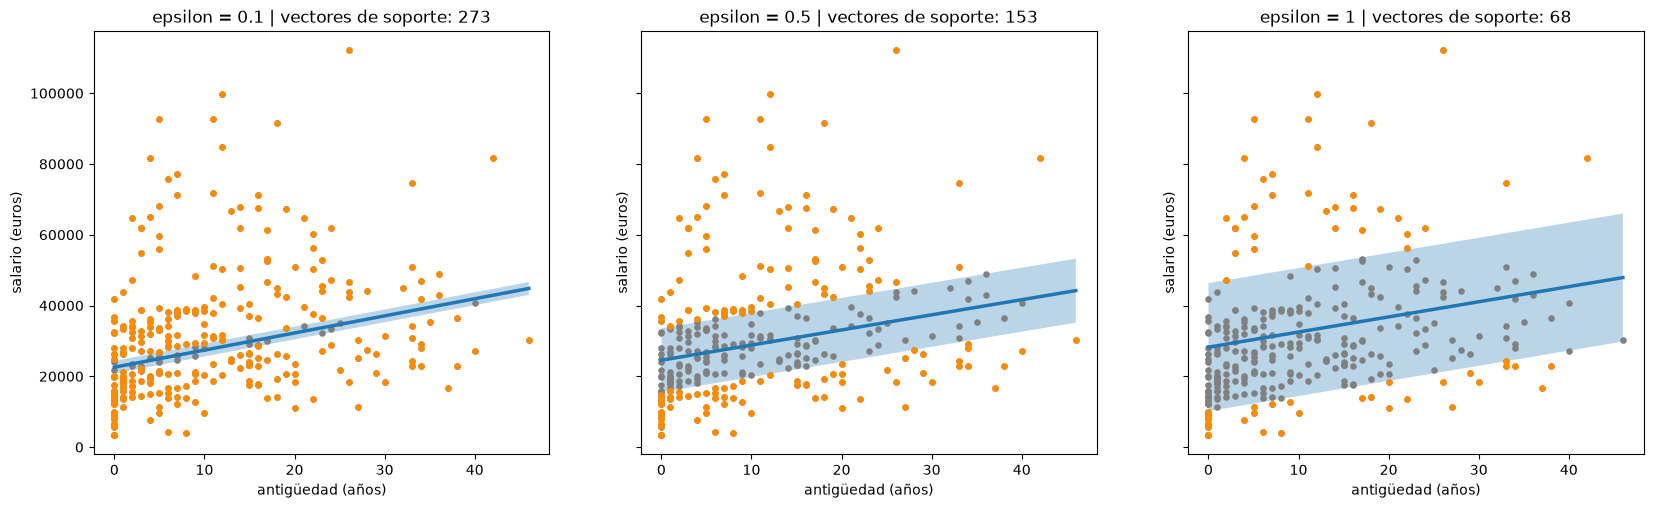 epsilon = 0.1 | vectores de soporte: 273
salario (euros)
100000
80000
60000
40000
20000
0
0 10 20 30 40
antigüedad (años)
epsilon = 0.5 | vectores de soporte: 153
salario (euros)
0 10 20 30 40
antigüedad (años)
epsilon = 1 | vectores de soporte: 68
salario (euros)
0 10 20 30 40
antigüedad (años)